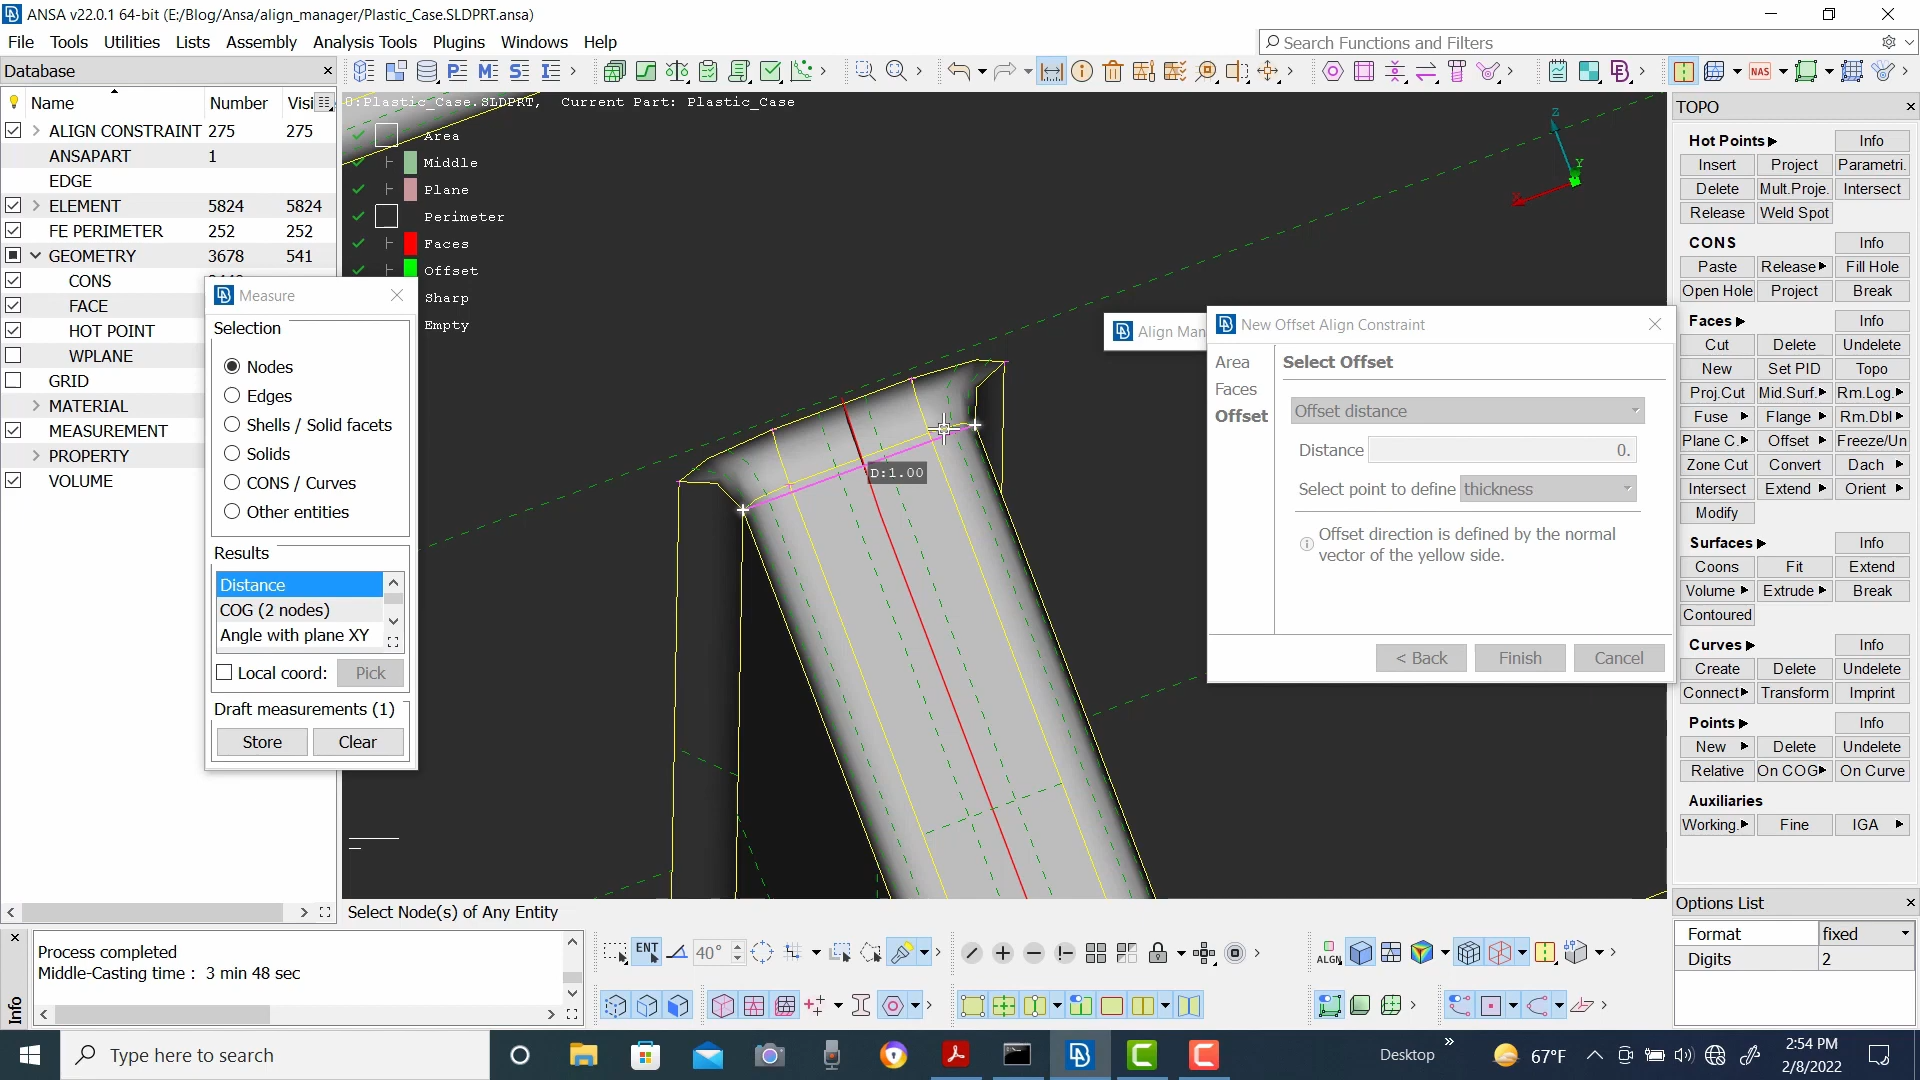 ANSA v22.0.1 64-bit (E:/Blog/Ansa/align_manager/Plastic_Case.SLDPRT.ansa)
File Tools Utilities Lists Assembly Analysis Tools Plugins Windows Help
Search Functions and Filters
Database
Name Number Visi
ALIGN CONSTRAINT 275 275
ANSAPART 1
EDGE
ELEMENT 5824 5824
FE PERIMETER 252 252
GEOMETRY 3678 541
CONS
FACE
HOT POINT
WPLANE
GRID
MATERIAL
MEASUREMENT
PROPERTY
VOLUME
Measure
Selection
Nodes
Edges
Shells / Solid facets
Solids
CONS / Curves
Other entities
Results
Distance
COG (2 nodes)
Angle with plane XY
Local coord: Pick
Draft measurements (1)
Store Clear
0:Plastic_Case.SLDPRT, Current Part: Plastic_Case
Area
Middle
Plane
Perimeter
Faces
Offset
Sharp
Empty
D:1.00
Z
Y
X
Align Man
New Offset Align Constraint
Area
Faces
Offset
Select Offset
Offset distance
Distance 0.
Select point to define thickness
Offset direction is defined by the normal
vector of the yellow side.
< Back Finish Cancel
TOPO
Hot Points Info
Insert Project Parametri.
Delete Mult.Proje. Intersect
Release Weld Spot
CONS Info
Paste Release Fill Hole
Open Hole Project Break
Faces Info
Cut Delete Undelete
New Set PID Topo
Proj.Cut Mid.Surf. Rm.Log.
Fuse Flange Rm.Dbl
Plane C. Offset Freeze/Un
Zone Cut Convert Dach
Intersect Extend Orient
Modify
Surfaces Info
Coons Fit Extend
Volume Extrude Break
Contoured
Curves Info
Create Delete Undelete
Connect Transform Imprint
Points Info
New Delete Undelete
Relative On COG On Curve
Auxiliaries
Working. Fine IGA
Options List
Format fixed
Digits 2
Select Node(s) of Any Entity
Info
Process completed
Middle-Casting time : 3 min 48 sec
ENT 40°
ALGN
NAS
Type here to search
Desktop
67°F
2:54 PM
2/8/2022